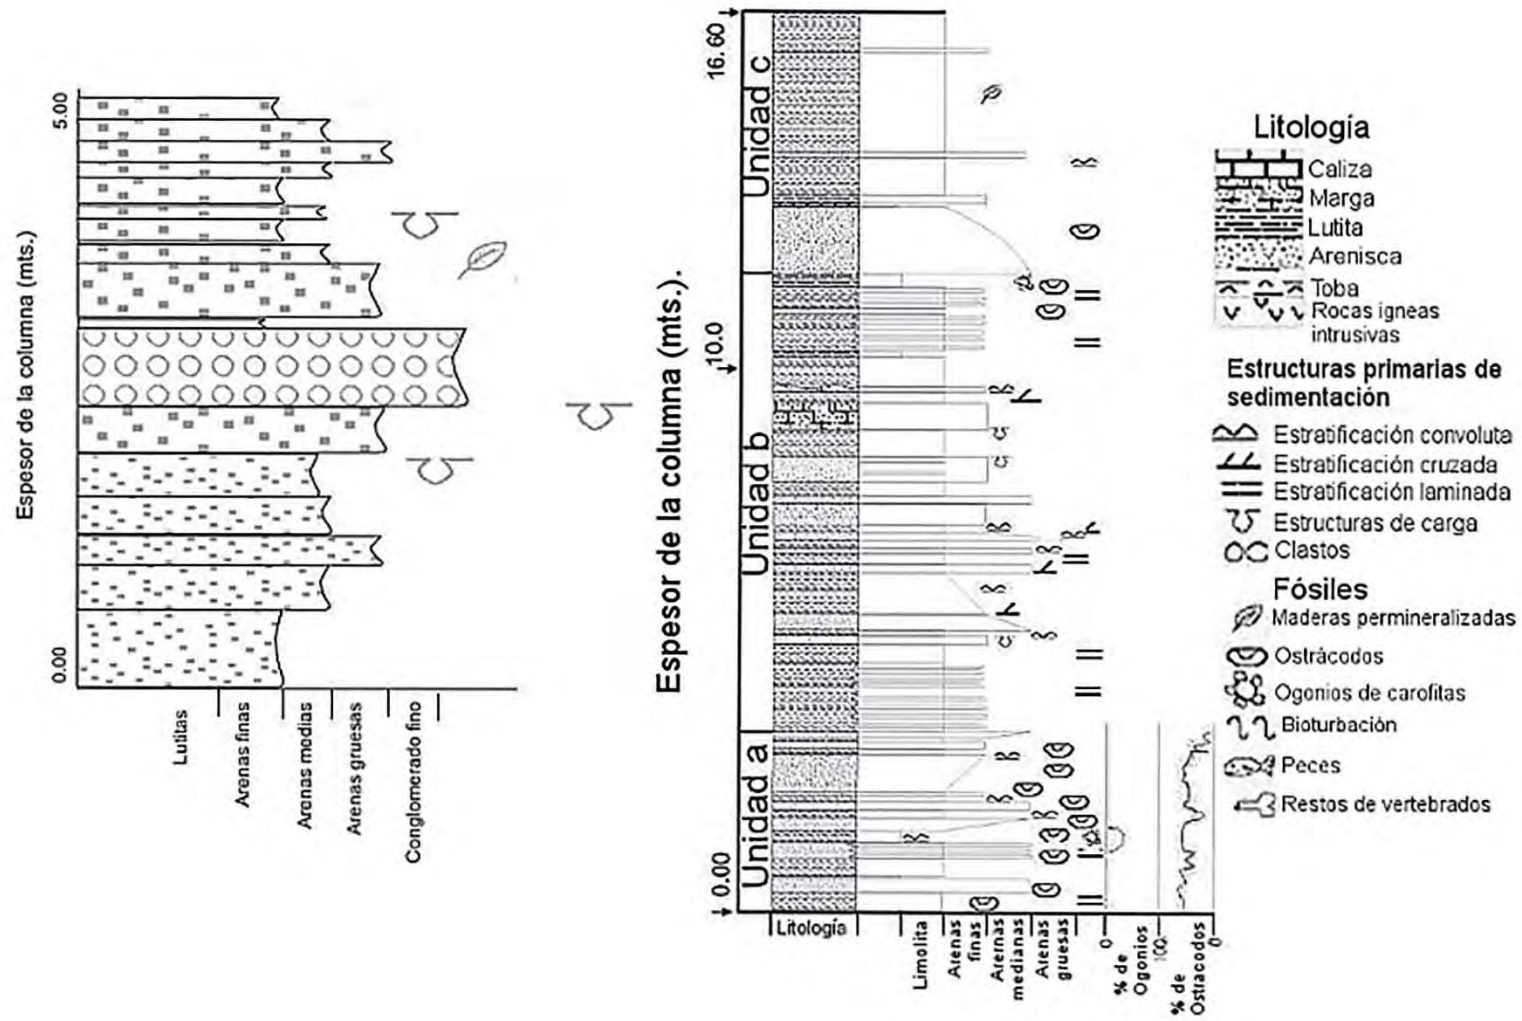 Espesor de la columna (mts.)
5.00
0.00
Lutitas
Arenas finas
Arenas medias
Arenas gruesas
Conglomerado fino
Espesor de la columna (mts.).
16.60
10.0
0.00
Unidad c
Unidad b
Unidad a
Litología
Limolita
Arenas
finas
Arernas
medianas
Arenas
gruesas
0
% de
Ogonios
100
% de
Ostracodos
0
Litología
Caliza
Marga
Lutita
Arenisca
Toba
Rocas igneas
intrusivas
Estructuras primarias de
sedimentación
Estratificación convoluta
Estratificación cruzada
Estratificación laminada
Estructuras de carga
Clastos
Fósiles
Maderas permineralizadas
Ostrácodos
Ogonios de carofitas
Bioturbación
Peces
Restos de vertebrados